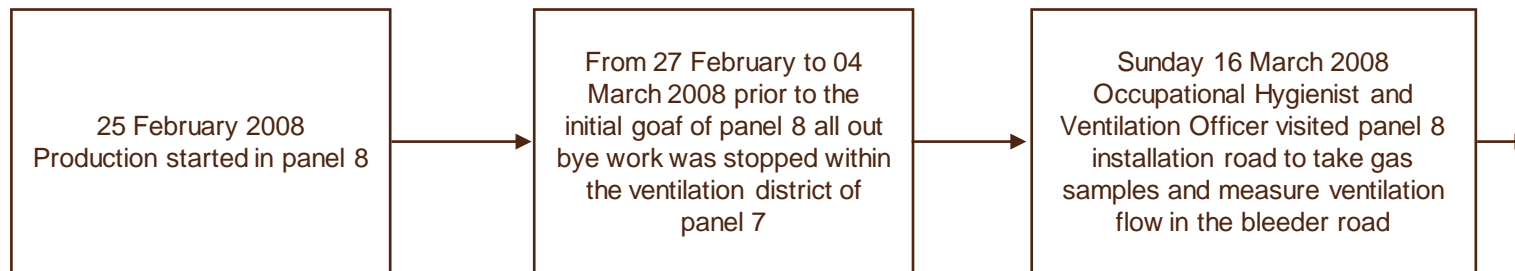 25 February 2008
Production started in panel 8
From 27 February to 04
March 2008 prior to the
initial goaf of panel 8 all out
bye work was stopped within
the ventilation district of
panel 7
Sunday 16 March 2008
Occupational Hygienist and
Ventilation Officer visited panel 8
installation road to take gas
samples and measure ventilation
flow in the bleeder road